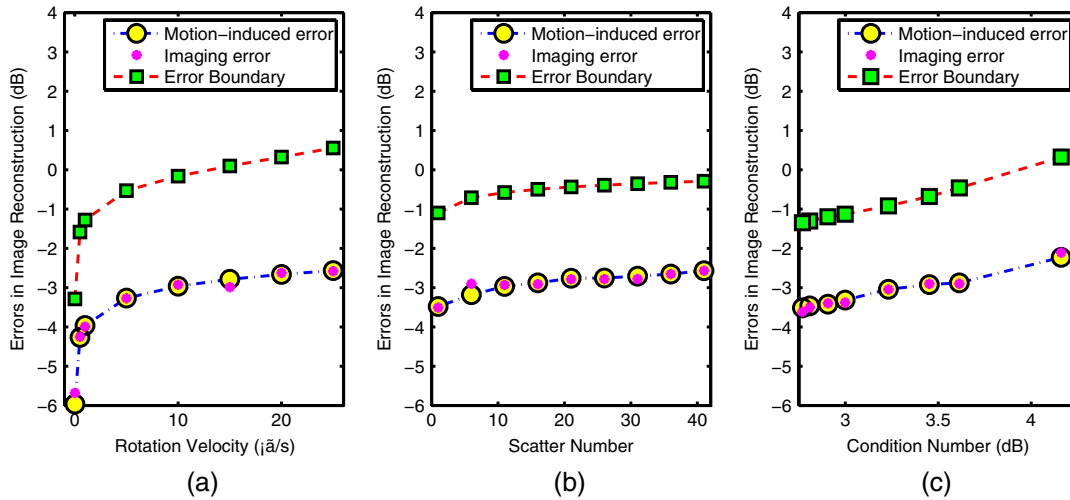 Errors in Image Reconstruction (dB)
4
3
2
1
0
−1
−2
−3
−4
−5
−6
Motion−induced error
Imaging error
Error Boundary
0
10
20
Rotation Velocity (¡ã/s)
(a)
Errors in Image Reconstruction (dB)
4
3
2
1
0
−1
−2
−3
−4
−5
−6
Motion−induced error
Imaging error
Error Boundary
0
10
20
30
40
Scatter Number
(b)
Errors in Image Reconstruction (dB)
4
3
2
1
0
−1
−2
−3
−4
−5
−6
Motion−induced error
Imaging error
Error Boundary
3
3.5
4
Condition Number (dB)
(c)